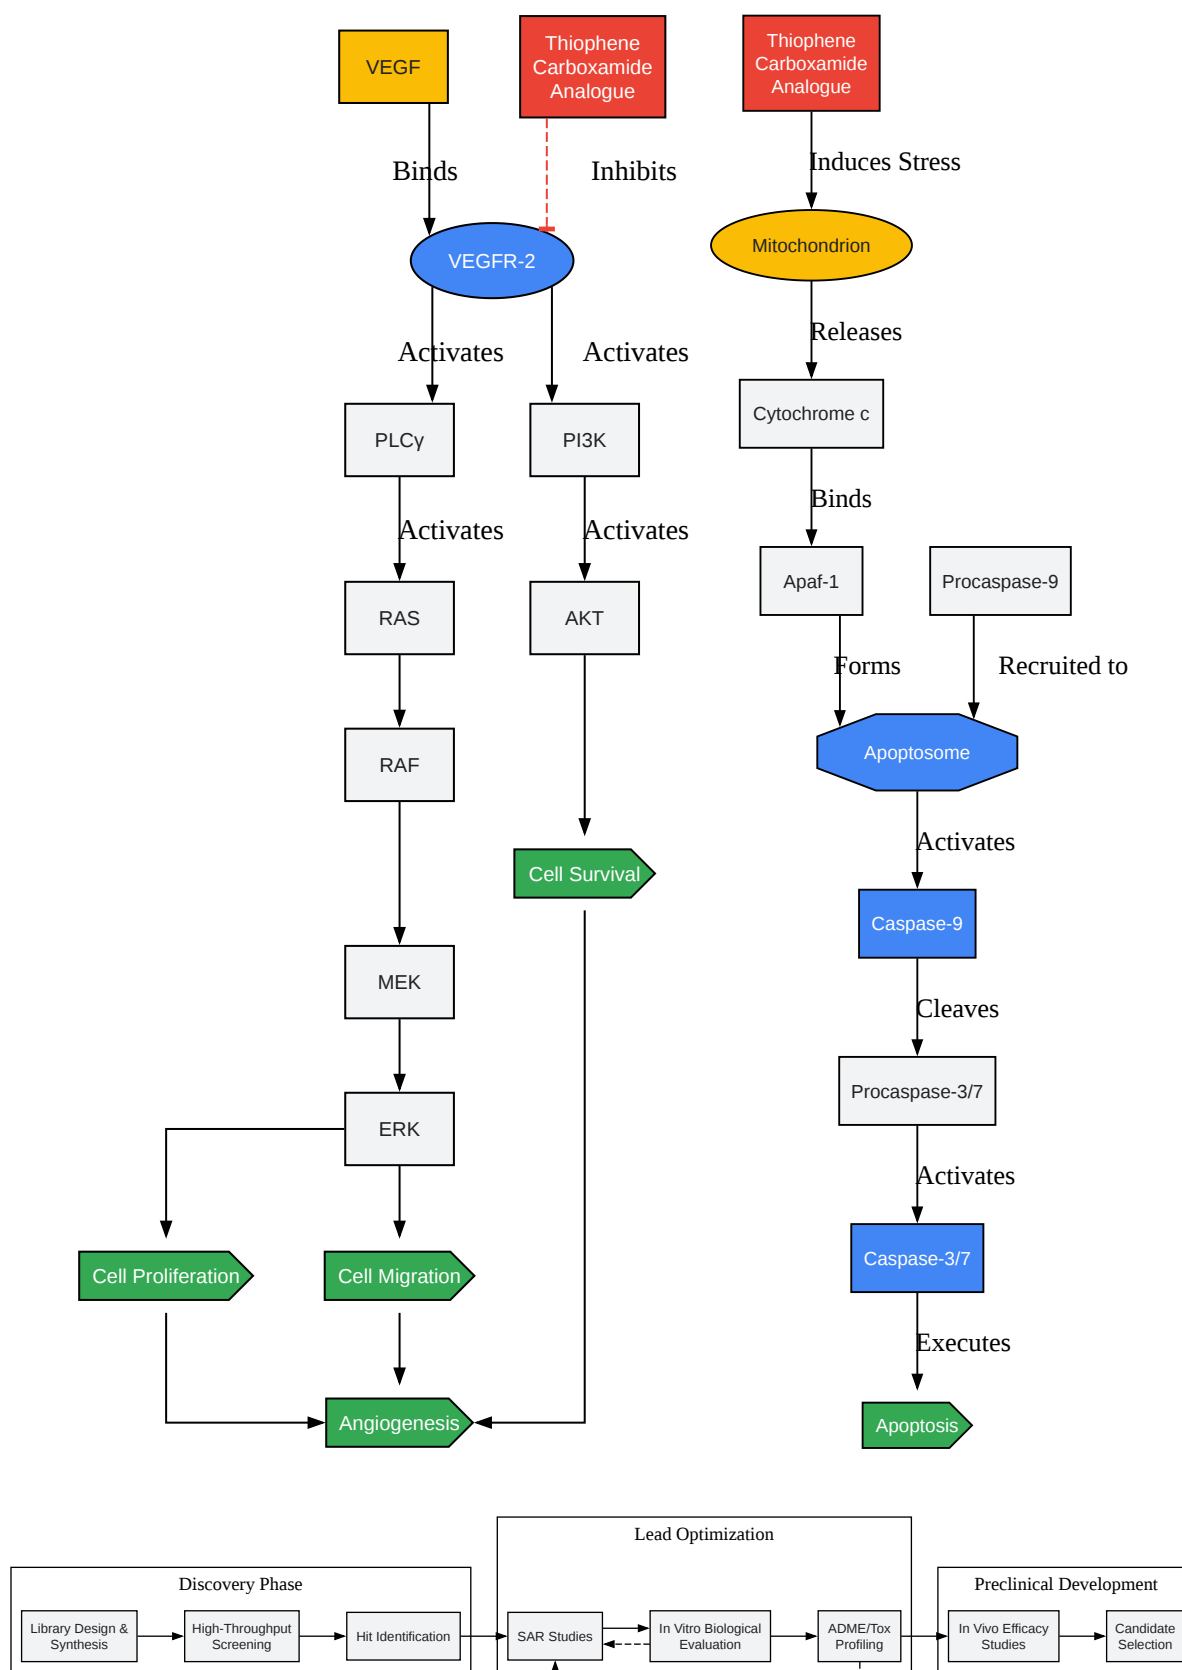 VEGF
Thiophene
Carboxamide
Analogue
Binds
Inhibits
VEGFR-2
Activates
Activates
PLCγ
PI3K
Activates
Activates
RAS
AKT
RAF
Cell Survival
MEK
ERK
Cell Proliferation
Cell Migration
Angiogenesis
Thiophene
Carboxamide
Analogue
Induces Stress
Mitochondrion
Releases
Cytochrome c
Binds
Apaf-1
Procaspase-9
Forms
Recruited to
Apoptosome
Activates
Caspase-9
Cleaves
Procaspase-3/7
Activates
Caspase-3/7
Executes
Apoptosis
Discovery Phase
Library Design &
Synthesis
High-Throughput
Screening
Hit Identification
Lead Optimization
SAR Studies
In Vitro Biological
Evaluation
ADME/Tox
Profiling
Preclinical Development
In Vivo Efficacy
Studies
Candidate
Selection